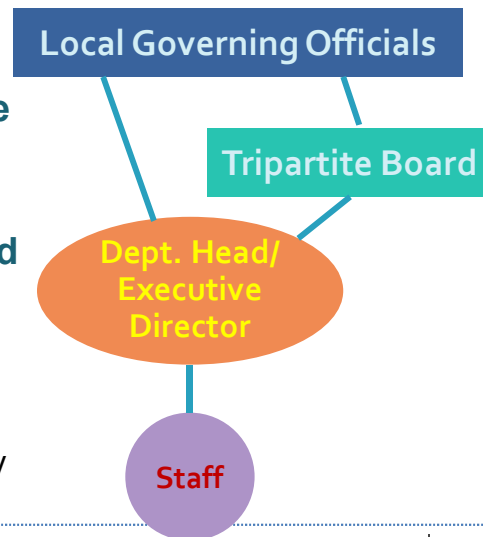 Local Governing Officials
e
Tripartite Board
d
Dept. Head/
Executive
Director
y
Staff